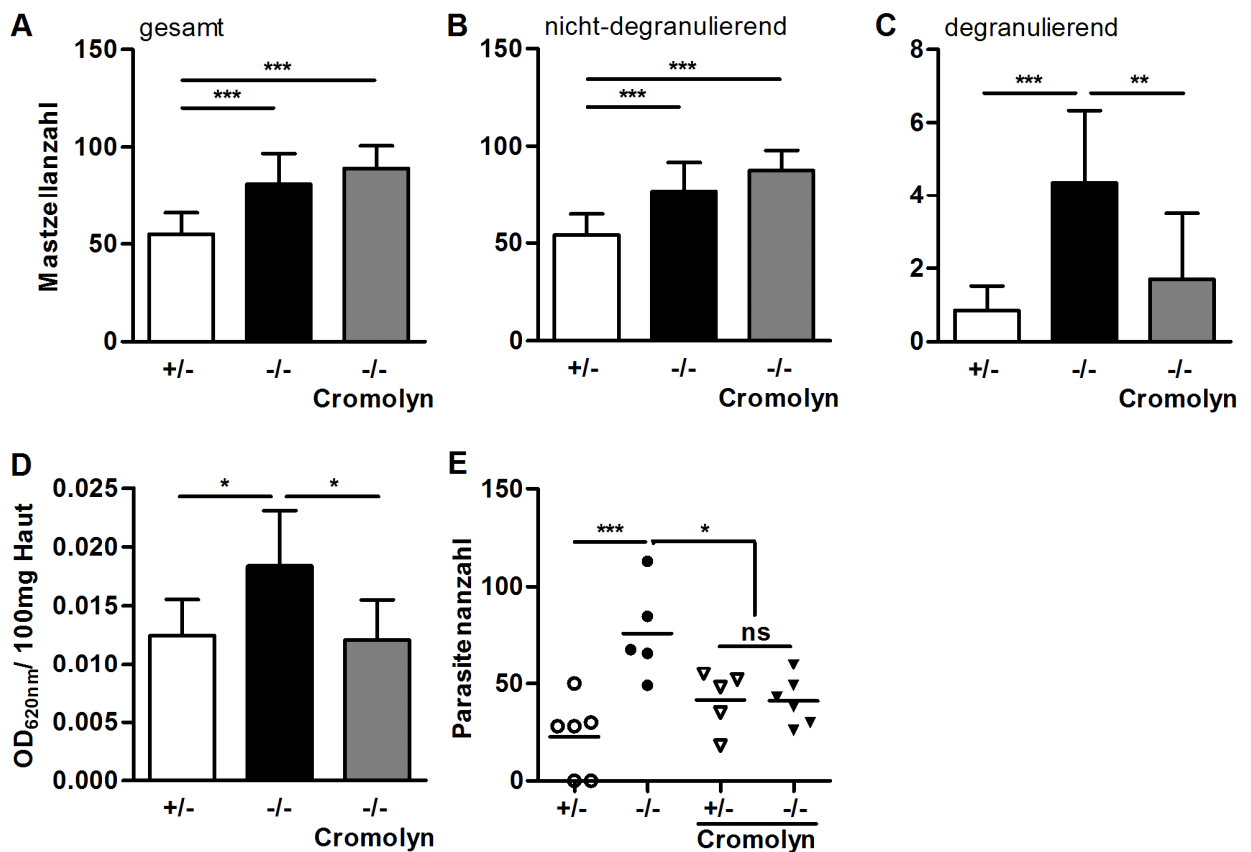 A gesamt
150
100
50
0
Mastzellanzahl
***
***
+/- -/- -/-
Cromolyn
B nicht-degranulierend
150
100
50
0
***
***
+/- -/- -/-
Cromolyn
C degranulierend
8
6
4
2
0
*** **
+/- -/- -/-
Cromolyn
D
0.025
0.020
0.015
0.010
0.005
0.000
OD620nm/ 100mg Haut
* *
+/- -/- -/-
Cromolyn
E
150
100
50
0
Parasitenanzahl
*** *
ns
+/- -/- +/- -/-
Cromolyn